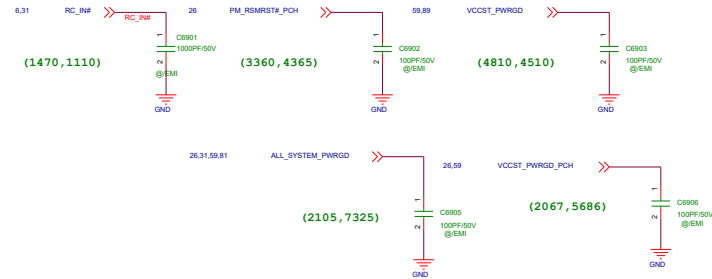 6,31 RC_IN# 26 PM_RSMRST#_PCH 59,89 VCCST_PWRGD
RC_IN#
1 1 1
C6901 C6902 C6903
1000PF/50V 100PF/50V 100PF/50V
(1470,1110) (3360,4365) (4810,4510)
2 2 2
@/EMI @/EMI @/EMI
GND GND GND
26,31,59,81 ALL_SYSTEM_PWRGD 26,59 VCCST_PWRGD_PCH
1 1
C6905 C6906
(2105,7325) (2067,5686)
2 2
100PF/50V 100PF/50V
@/EMI @/EMI
GND GND